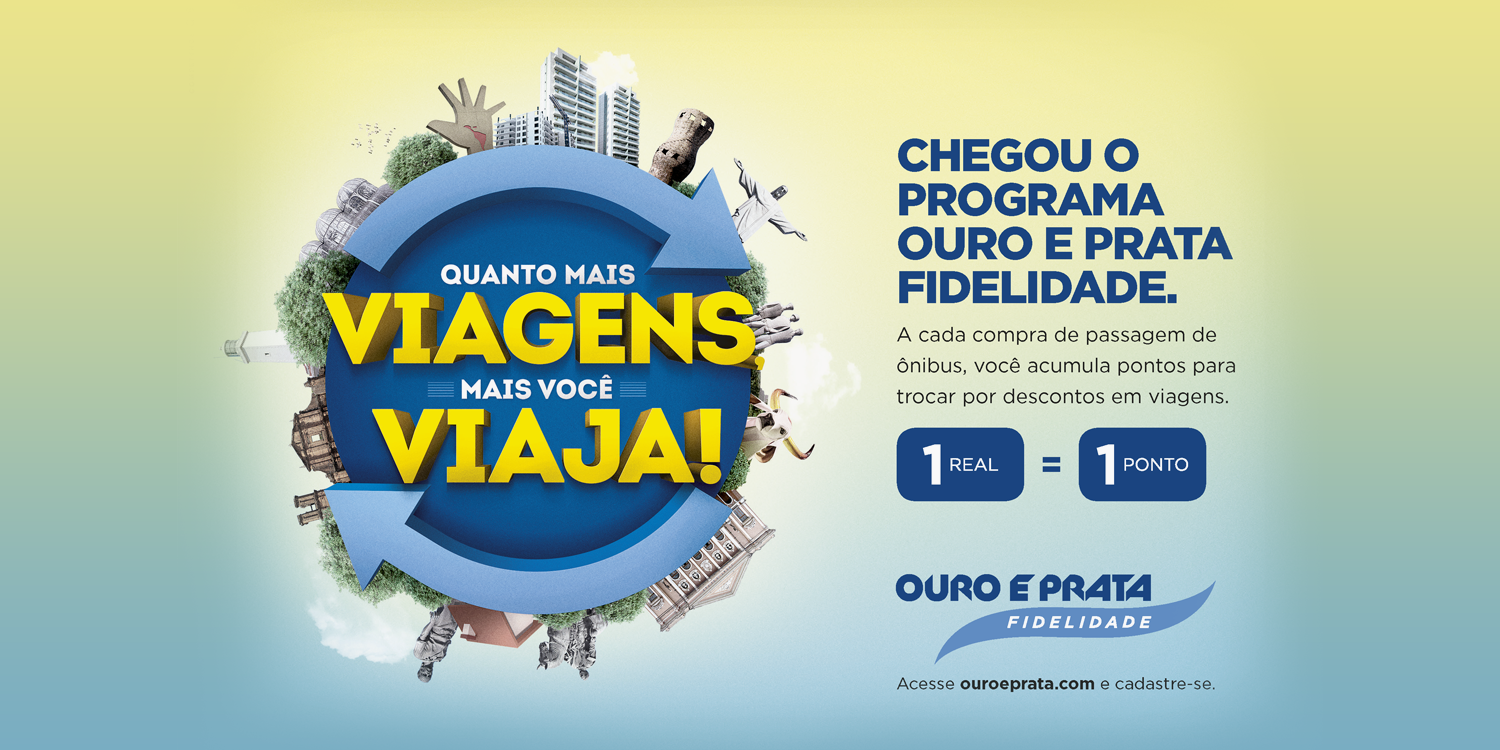 QUANTO MAIS
VIAGENS,
MAIS VOCÊ
VIAJA!
CHEGOU O
PROGRAMA
OURO E PRATA
FIDELIDADE.
A cada compra de passagem de
ônibus, você acumula pontos para
trocar por descontos em viagens.
1 REAL = 1 PONTO
OURO E PRATA
FIDELIDADE
Acesse ouroeprata.com e cadastre-se.